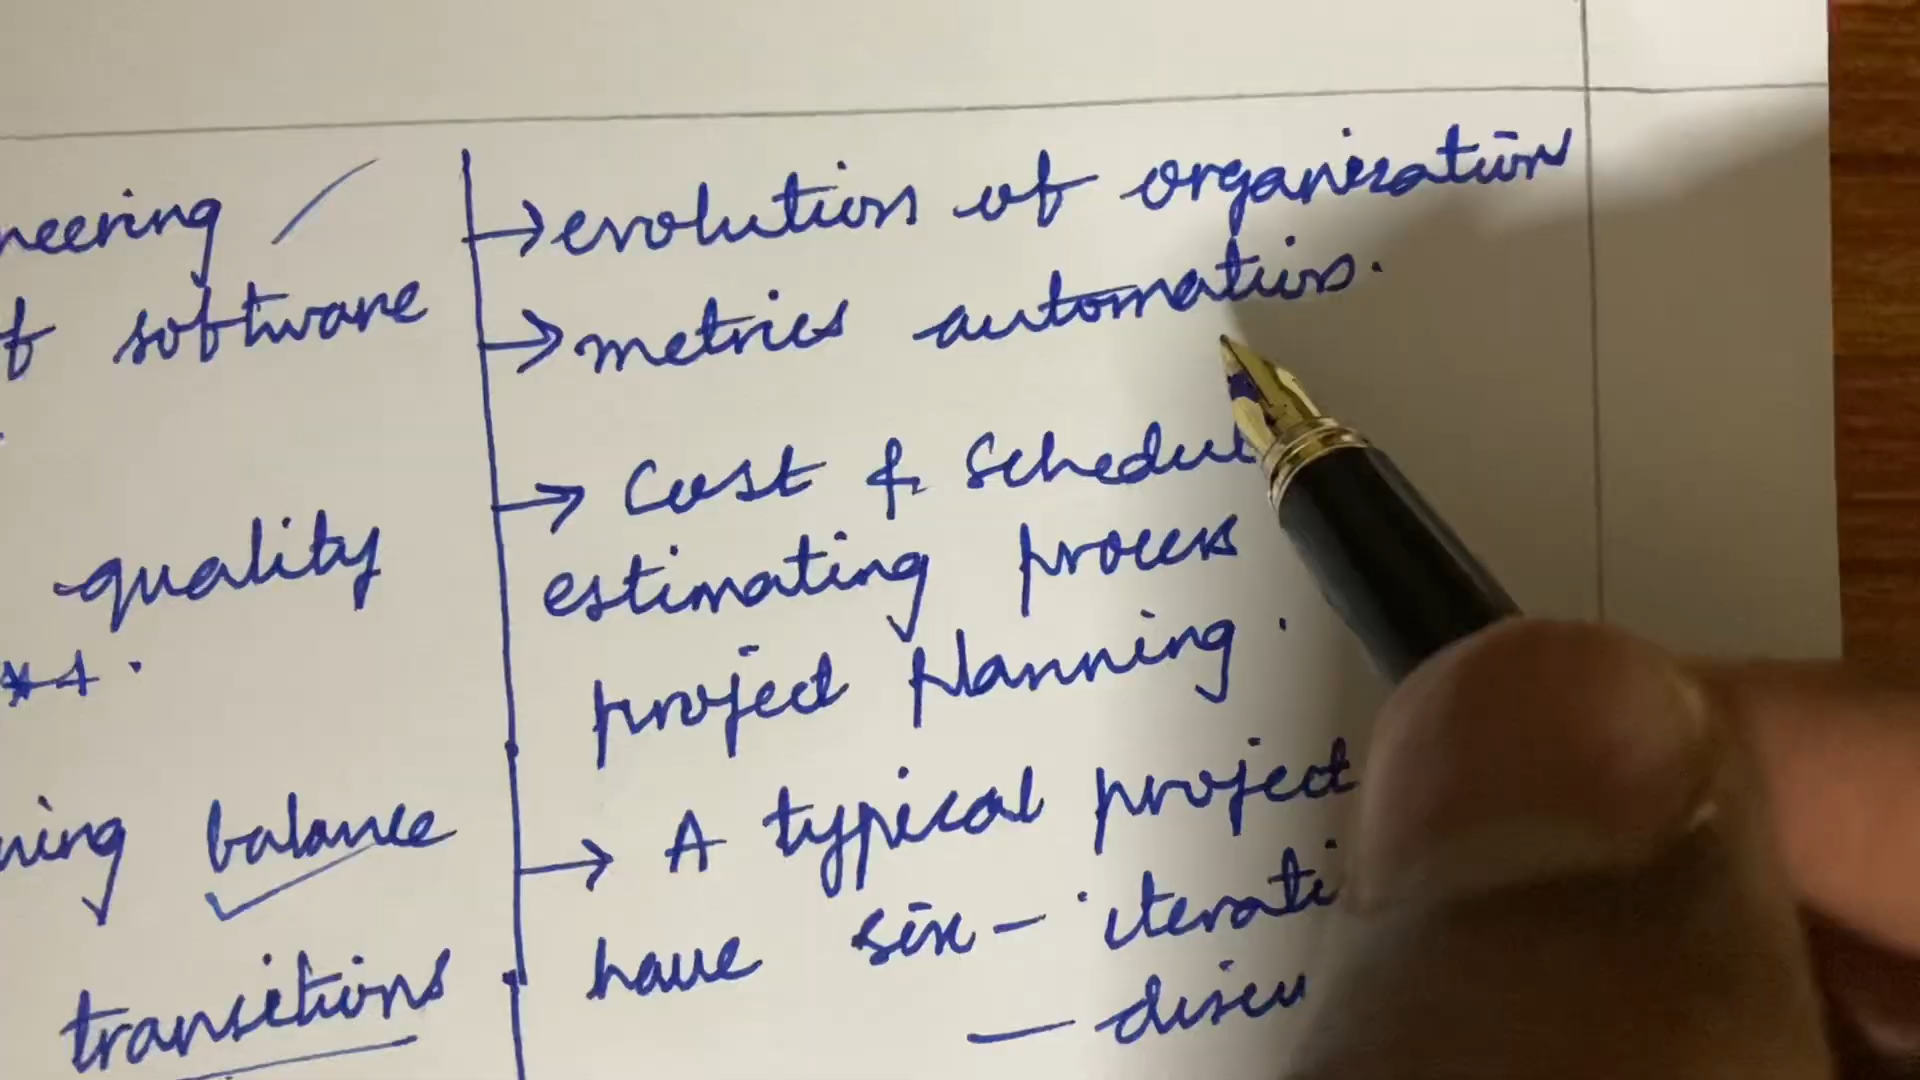 neering
f software
quality
ning balance
transitions
→ evolution of organization
→ metrics automation.
→ Cost & Schedul
estimating process
project planning.
→ A typical project
have six - iterati
— discu